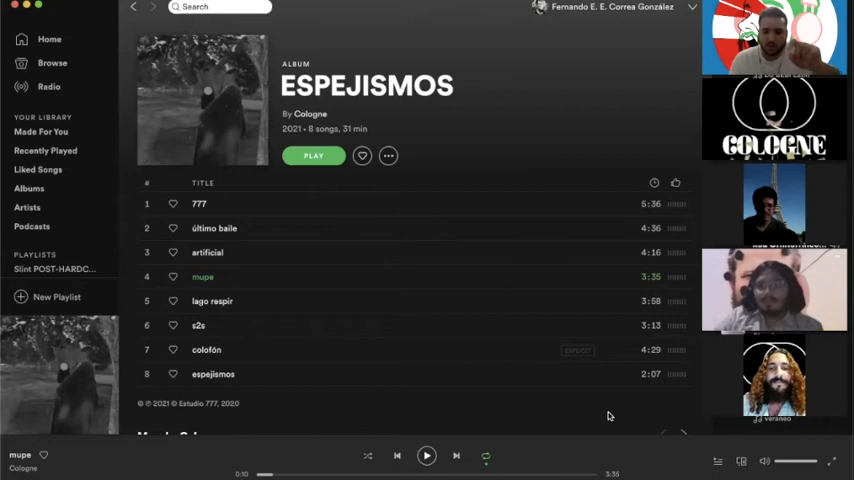 Search
Fernando E. E. Correa González
Home
Browse
Radio
YOUR LIBRARY
Made For You
Recently Played
Liked Songs
Albums
Artists
Podcasts
PLAYLISTS
Slint POST-HARDC...
New Playlist
ALBUM
ESPEJISMOS
By Cologne
2021 • 8 songs, 31 min
PLAY
# TITLE
1 777 5:36
2 último baile 4:36
3 artificial 4:16
4 mupe 3:35
5 lago respir 3:58
6 s2s 3:13
7 colofón EXPLICIT 4:29
8 espejismos 2:07
© ℗ 2021 © Estudio 777, 2020
COLOGNE
veraneo
mupe
Cologne
0:10
3:35